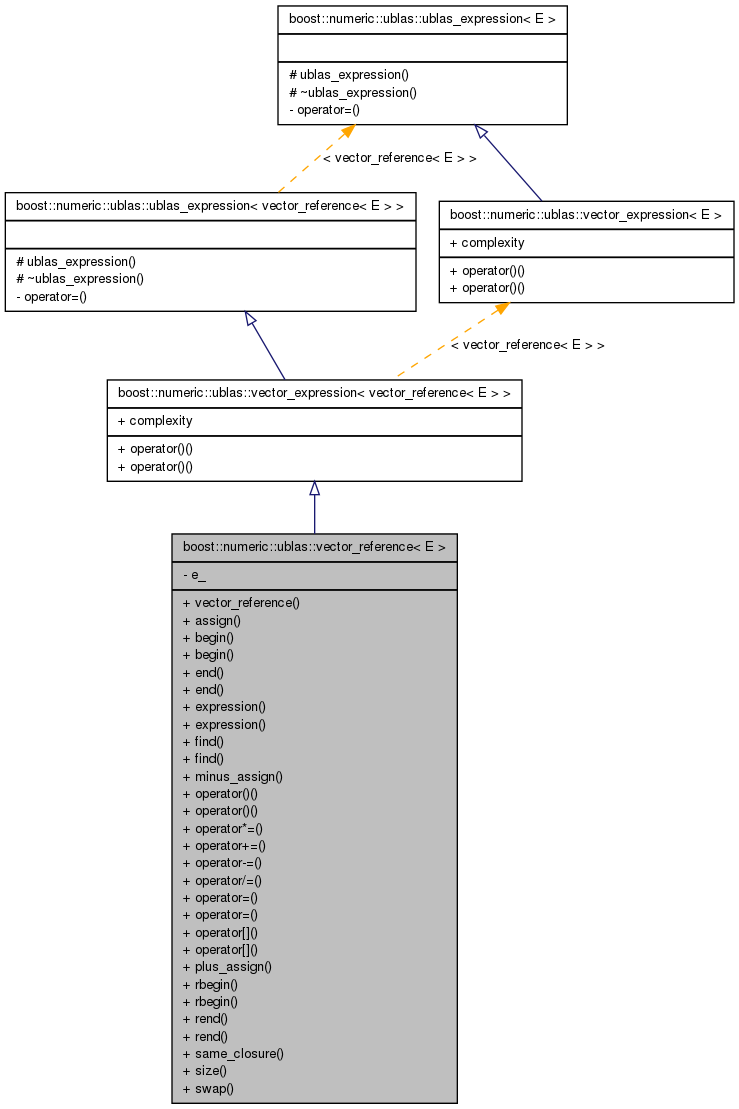 boost::numeric::ublas::ublas_expression< E >
# ublas_expression()
# ~ublas_expression()
- operator=()
< vector_reference< E > >
boost::numeric::ublas::ublas_expression< vector_reference< E > >
# ublas_expression()
# ~ublas_expression()
- operator=()
boost::numeric::ublas::vector_expression< E >
+ complexity
+ operator()()
+ operator()()
< vector_reference< E > >
boost::numeric::ublas::vector_expression< vector_reference< E > >
+ complexity
+ operator()()
+ operator()()
boost::numeric::ublas::vector_reference< E >
- e_
+ vector_reference()
+ assign()
+ begin()
+ begin()
+ end()
+ end()
+ expression()
+ expression()
+ find()
+ find()
+ minus_assign()
+ operator()()
+ operator()()
+ operator*=()
+ operator+=()
+ operator-=()
+ operator/=()
+ operator=()
+ operator=()
+ operator[]()
+ operator[]()
+ plus_assign()
+ rbegin()
+ rbegin()
+ rend()
+ rend()
+ same_closure()
+ size()
+ swap()